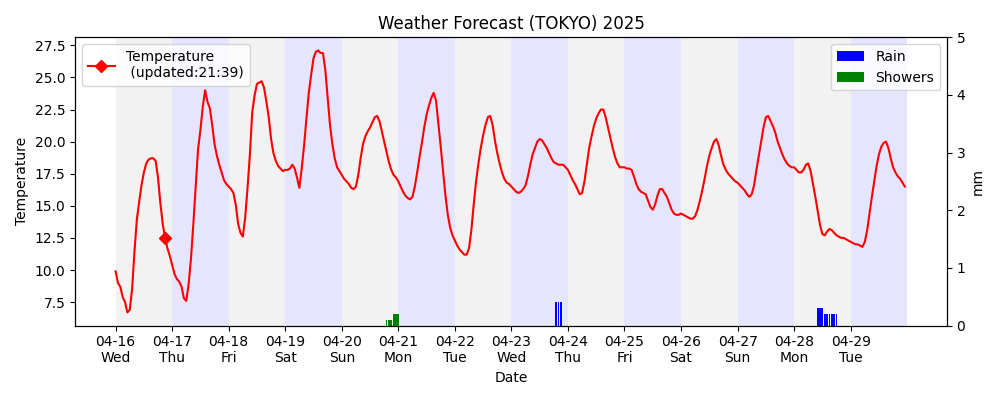 Weather Forecast (TOKYO) 2025
Temperature
(updated:21:39)
Rain
Showers
27.5
25.0
22.5
20.0
17.5
15.0
12.5
10.0
7.5
Temperature
5
4
3
2
1
0
mm
04-16 04-17 04-18 04-19 04-20 04-21 04-22 04-23 04-24 04-25 04-26 04-27 04-28 04-29
Wed Thu Fri Sat Sun Mon Tue Wed Thu Fri Sat Sun Mon Tue
Date